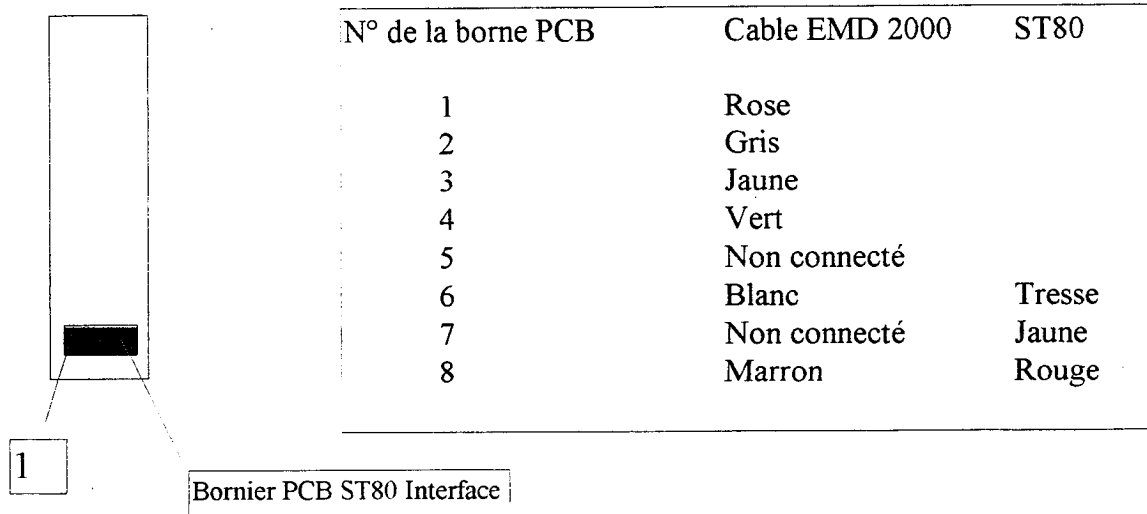 N° de la borne PCB Cable EMD 2000 ST80
1 Rose
2 Gris
3 Jaune
4 Vert
5 Non connecté
6 Blanc Tresse
7 Non connecté Jaune
8 Marron Rouge
1
Bornier PCB ST80 Interface